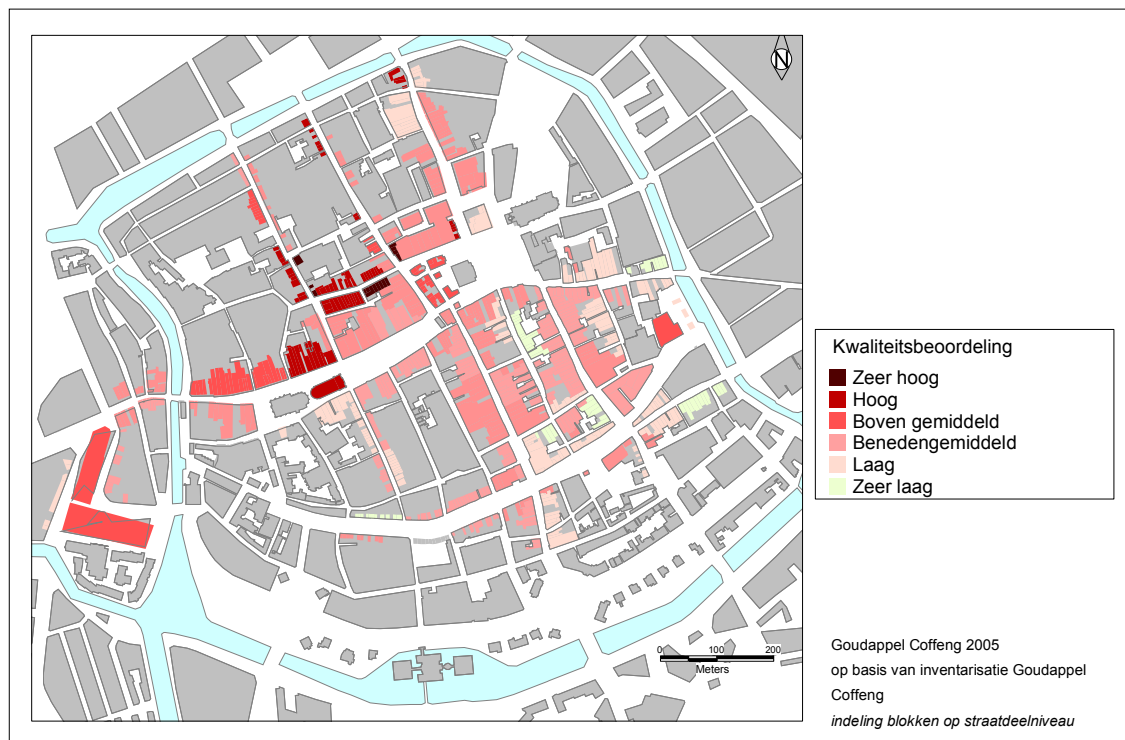 N
Kwaliteitsbeoordeling
Zeer hoog
Hoog
Boven gemiddeld
Benedengemiddeld
Laag
Zeer laag
0 100 200
Meters
Goudappel Coffeng 2005
op basis van inventarisatie Goudappel
Coffeng
indeling blokken op straatdeelniveau